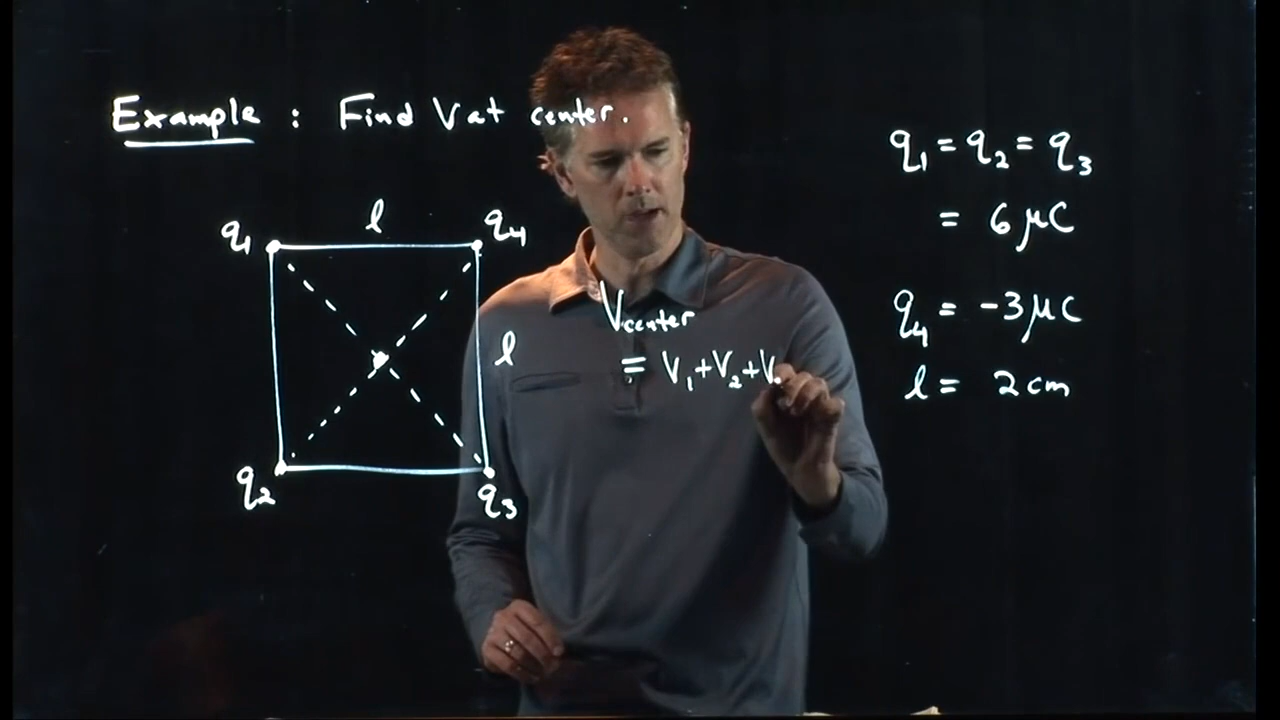 Example : Find V at center.
q₁ = q₂ = q₃
= 6 μC
q₄ = -3 μC
l = 2 cm
l
q₁
q₄
l
q₂
q₃
V center
= V₁ + V₂ + V